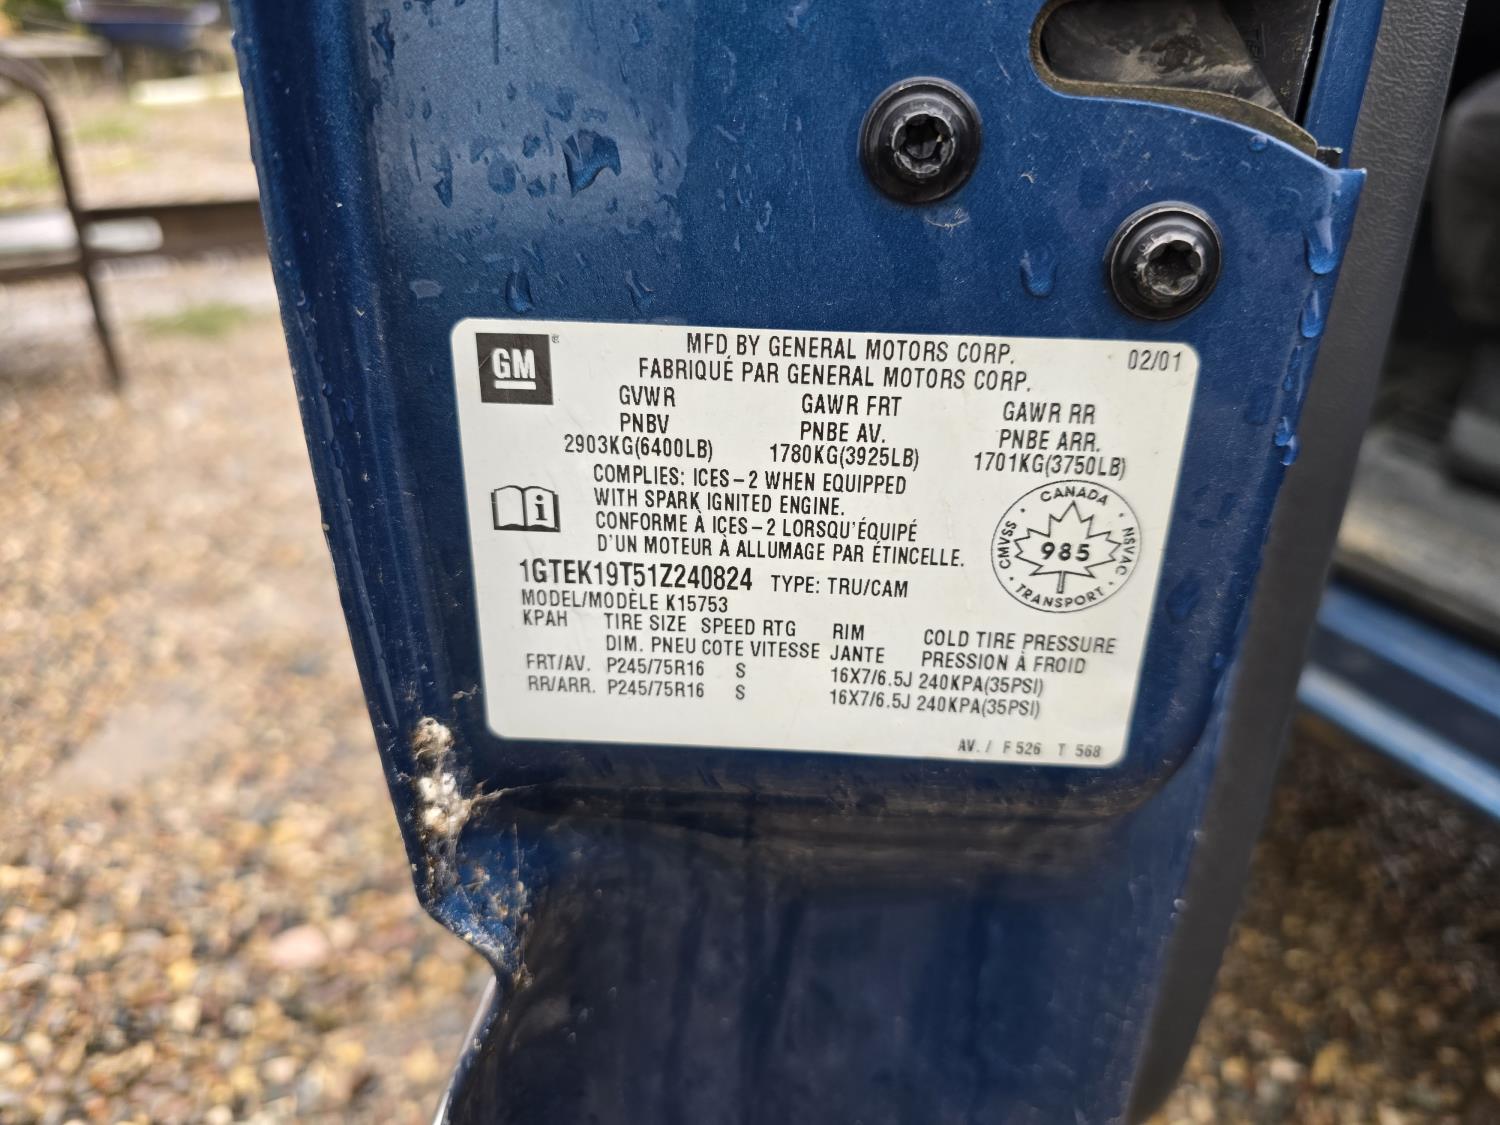 GM
MFD BY GENERAL MOTORS CORP.
02/01
FABRIQUÉ PAR GENERAL MOTORS CORP.
GVWR GAWR FRT GAWR RR
PNBV PNBE AV. PNBE ARR.
2903KG(6400LB) 1780KG(3925LB) 1701KG(3750LB)
COMPLIES: ICES-2 WHEN EQUIPPED
WITH SPARK IGNITED ENGINE.
CONFORME À ICES-2 LORSQU'ÉQUIPÉ
D'UN MOTEUR À ALLUMAGE PAR ÉTINCELLE.
CANADA
CMVSS 985 NSVAC
TRANSPORT
1GTEK19T51Z240824 TYPE: TRU/CAM
MODEL/MODÈLE K15753
KPAH TIRE SIZE SPEED RTG RIM COLD TIRE PRESSURE
DIM. PNEU COTE VITESSE JANTE PRESSION À FROID
FRT/AV. P245/75R16 S 16X7/6.5J 240KPA(35PSI)
RR/ARR. P245/75R16 S 16X7/6.5J 240KPA(35PSI)
AV. / F 526 T 568